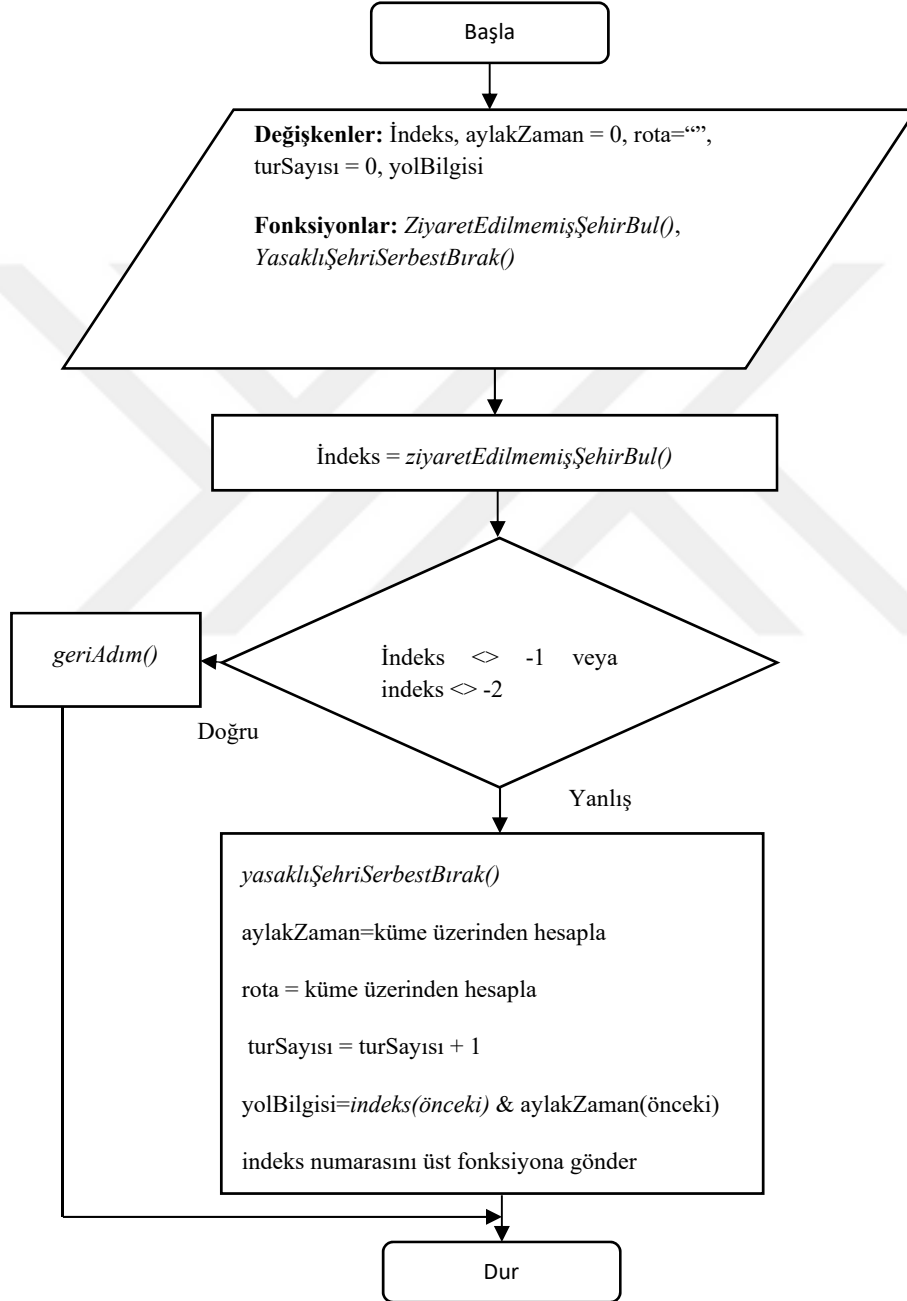 Başla
Değişkenler: İndeks, aylakZaman = 0, rota=“”,
turSayısı = 0, yolBilgisi
Fonksiyonlar: ZiyaretEdilmemişŞehirBul(),
YasaklıŞehriSerbestBırak()
İndeks = ziyaretEdilmemişŞehirBul()
İndeks <> -1 veya
indeks <> -2
geriAdım()
Doğru
Yanlış
yasaklıŞehriSerbestBırak()
aylakZaman=küme üzerinden hesapla
rota = küme üzerinden hesapla
turSayısı = turSayısı + 1
yolBilgisi=indeks(önceki) & aylakZaman(önceki)
indeks numarasını üst fonksiyona gönder
Dur